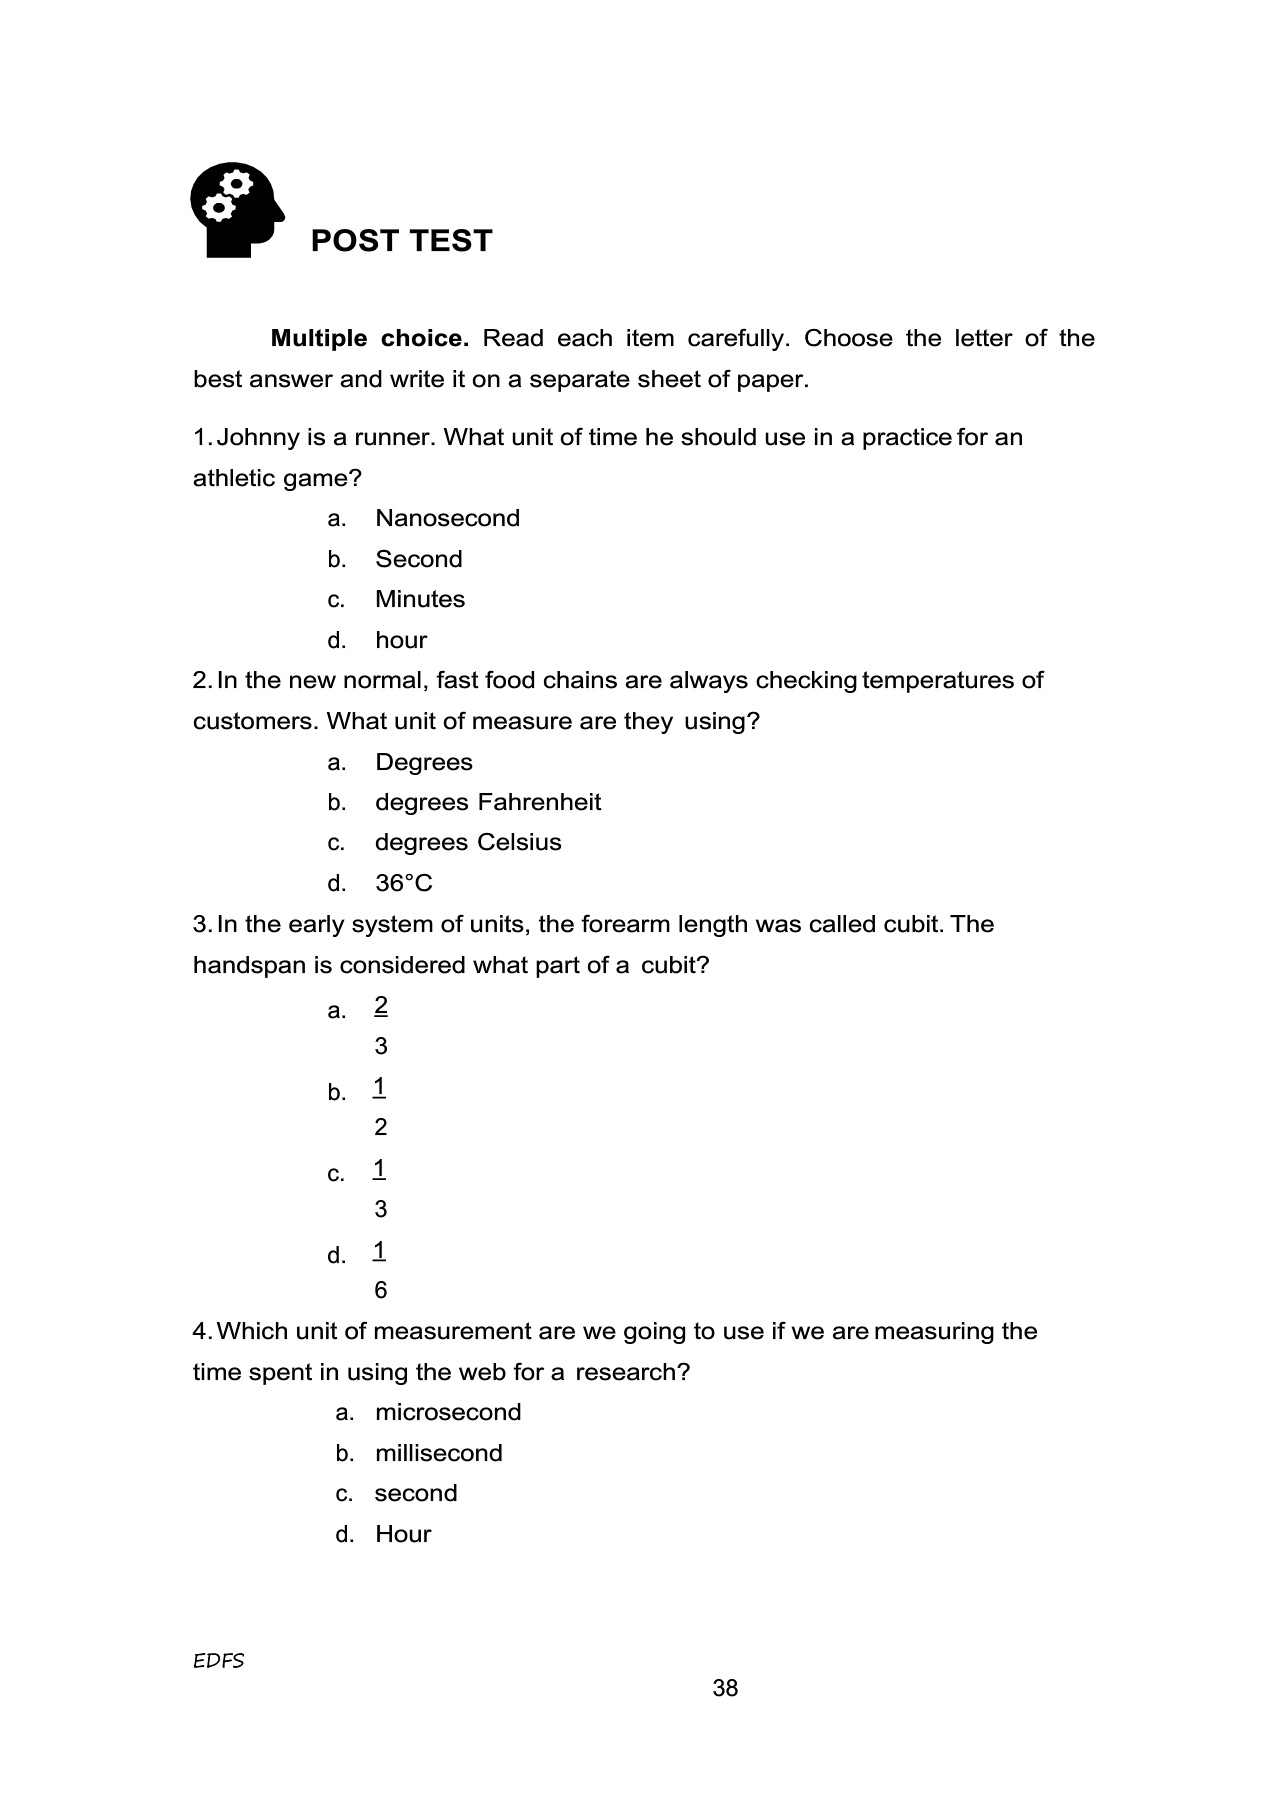 POST TEST
Multiple choice. Read each item carefully. Choose the letter of the
best answer and write it on a separate sheet of paper.
1. Johnny is a runner. What unit of time he should use in a practice for an
athletic game?
a. Nanosecond
b. Second
c. Minutes
d. hour
2. In the new normal, fast food chains are always checking temperatures of
customers. What unit of measure are they using?
a. Degrees
b. degrees Fahrenheit
c. degrees Celsius
d. 36°C
3. In the early system of units, the forearm length was called cubit. The
handspan is considered what part of a cubit?
a. 2
3
b. 1
2
c. 1
3
d. 1
6
4. Which unit of measurement are we going to use if we are measuring the
time spent in using the web for a research?
a. microsecond
b. millisecond
c. second
d. Hour
EDFS
38